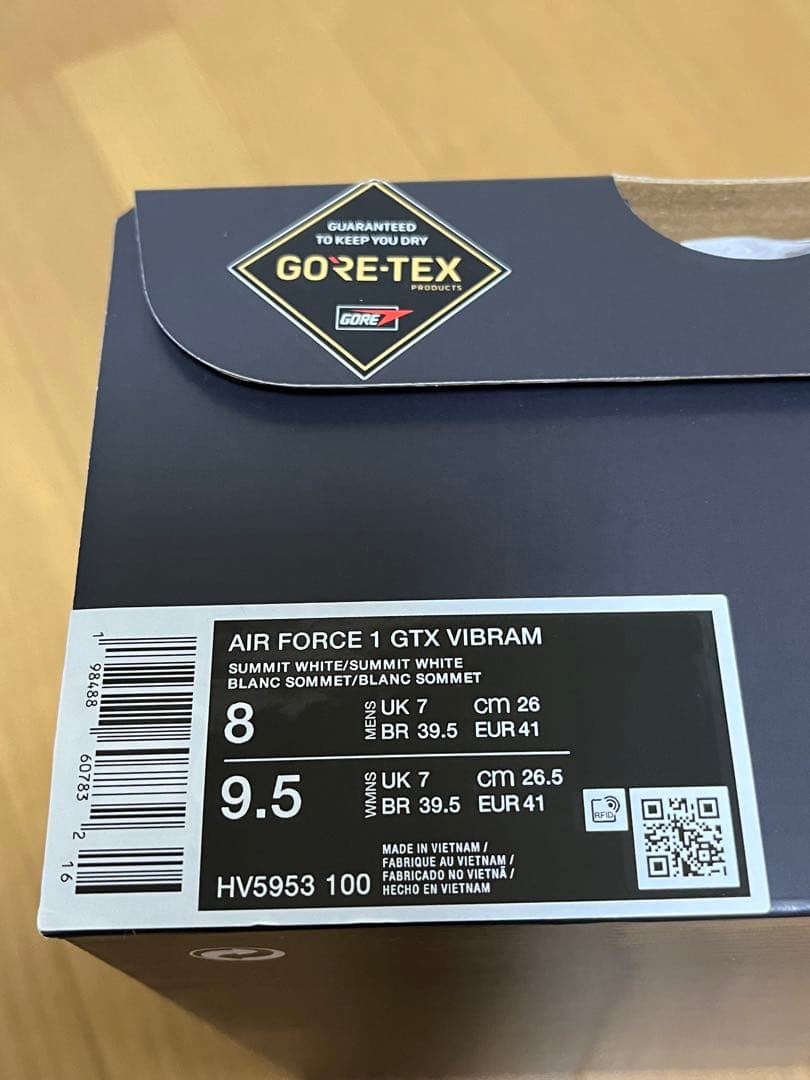 GUARANTEED
TO KEEP YOU DRY
GORE-TEX
PRODUCTS
GORE
AIR FORCE 1 GTX VIBRAM
SUMMIT WHITE/SUMMIT WHITE
BLANC SOMMET/BLANC SOMMET
8 MENS UK 7 cm 26
BR 39.5 EUR 41
9.5 WMNS UK 7 cm 26.5
BR 39.5 EUR 41
RFID
HV5953 100
MADE IN VIETNAM /
FABRIQUE AU VIETNAM /
FABRICADO NO VIETNÃ /
HECHO EN VIETNAM
1 98488 60783 2 16